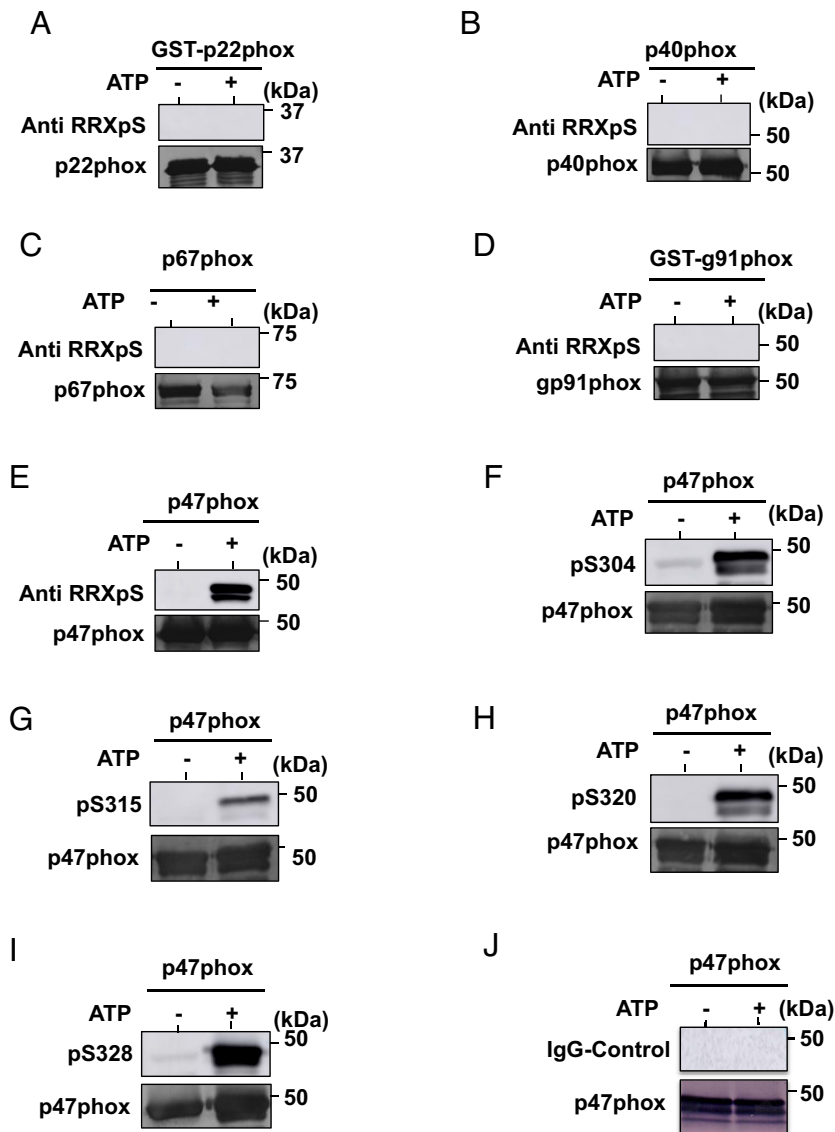 A
GST-p22phox
ATP - + (kDa)
Anti RRXpS 37
p22phox 37
B
p40phox
ATP - + (kDa)
Anti RRXpS 50
p40phox 50
C
p67phox
ATP - + (kDa)
Anti RRXpS 75
p67phox 75
D
GST-g91phox
ATP - + (kDa)
Anti RRXpS 50
gp91phox 50
E
p47phox
ATP - + (kDa)
Anti RRXpS 50
p47phox 50
F
p47phox
ATP - + (kDa)
pS304 50
p47phox 50
G
p47phox
ATP - + (kDa)
pS315 50
p47phox 50
H
p47phox
ATP - + (kDa)
pS320 50
p47phox 50
I
p47phox
ATP - + (kDa)
pS328 50
p47phox 50
J
p47phox
ATP - + (kDa)
IgG-Control 50
p47phox 50